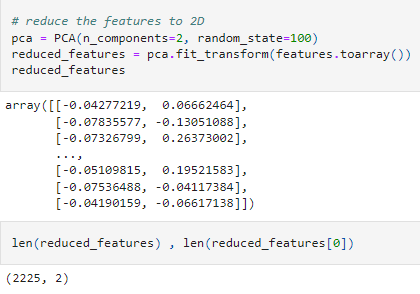 # reduce the features to 2D
pca = PCA(n_components=2, random_state=100)
reduced_features = pca.fit_transform(features.toarray())
reduced_features
array([[-0.04277219,  0.06662464],
       [-0.07835577, -0.13051088],
       [-0.07326799,  0.26373002],
       ...,
       [-0.05109815,  0.19521583],
       [-0.07536488, -0.04117384],
       [-0.04190159, -0.06617138]])
len(reduced_features) , len(reduced_features[0])
(2225, 2)